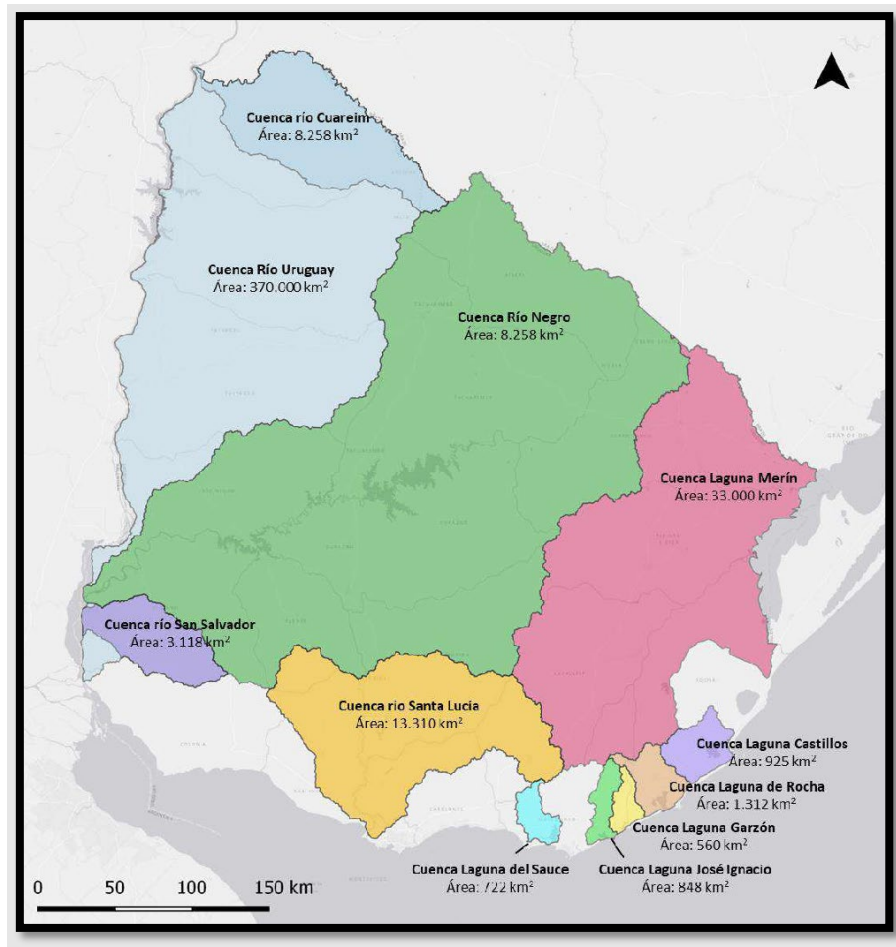 Cuenca río Cuareim
Área: 8.258 km²
Cuenca Río Uruguay
Área: 370.000 km²
Cuenca Río Negro
Área: 8.258 km²
Cuenca Laguna Merín
Área: 33.000 km²
Cuenca río San Salvador
Área: 3.118 km²
Cuenca rio Santa Lucia
Área: 13.310 km²
Cuenca Laguna Castillos
Área: 925 km²
Cuenca Laguna de Rocha
Área: 1.312 km²
Cuenca Laguna Garzón
Área: 560 km²
Cuenca Laguna del Sauce
Área: 722 km²
Cuenca Laguna José Ignacio
Área: 848 km²
0 50 100 150 km